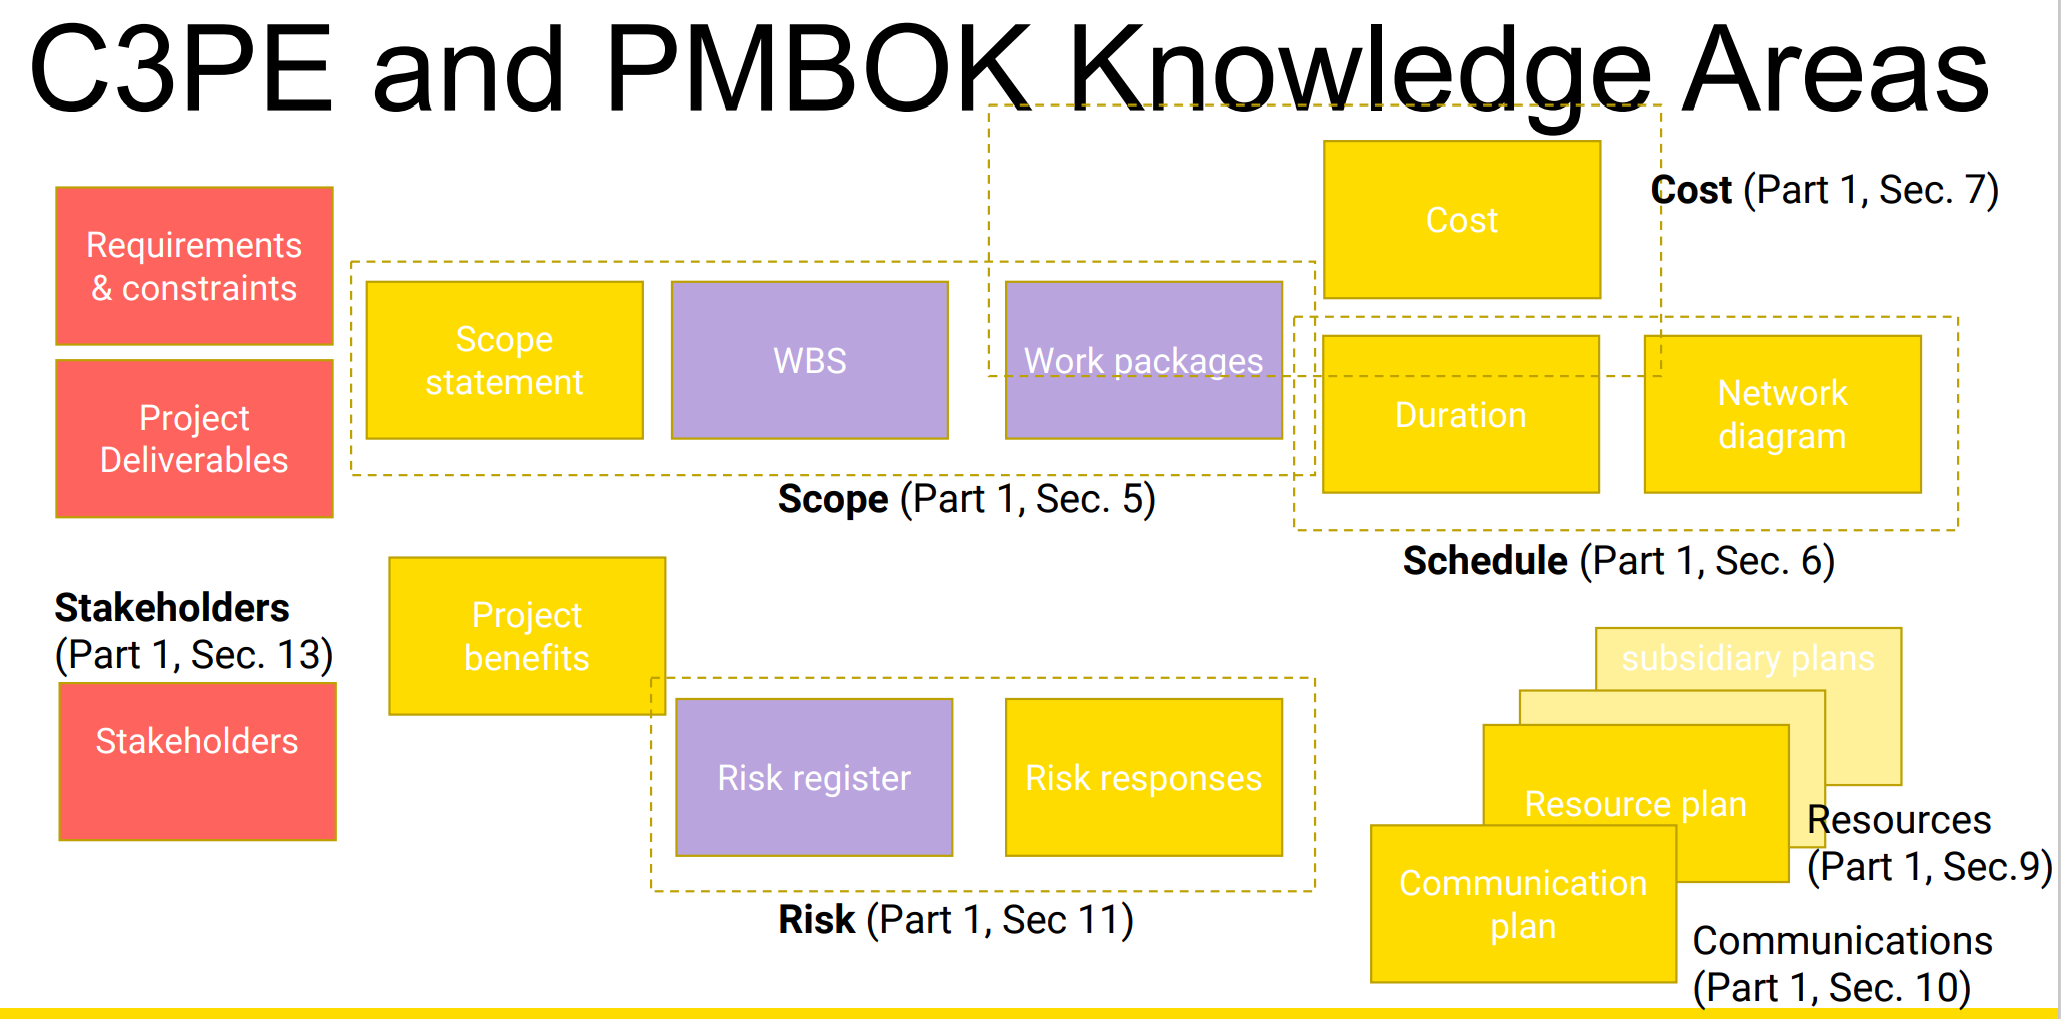 C3PE and PMBOK Knowledge Areas
Requirements
& constraints
Project
Deliverables
Scope
statement
WBS
Work packages
Cost
Cost (Part 1, Sec. 7)
Duration
Network
diagram
Scope (Part 1, Sec. 5)
Schedule (Part 1, Sec. 6)
Stakeholders
(Part 1, Sec. 13)
Stakeholders
Project
benefits
Risk register
Risk responses
Risk (Part 1, Sec 11)
subsidiary plans
Resource plan
Resources
(Part 1, Sec.9)
Communication
plan
Communications
(Part 1, Sec. 10)